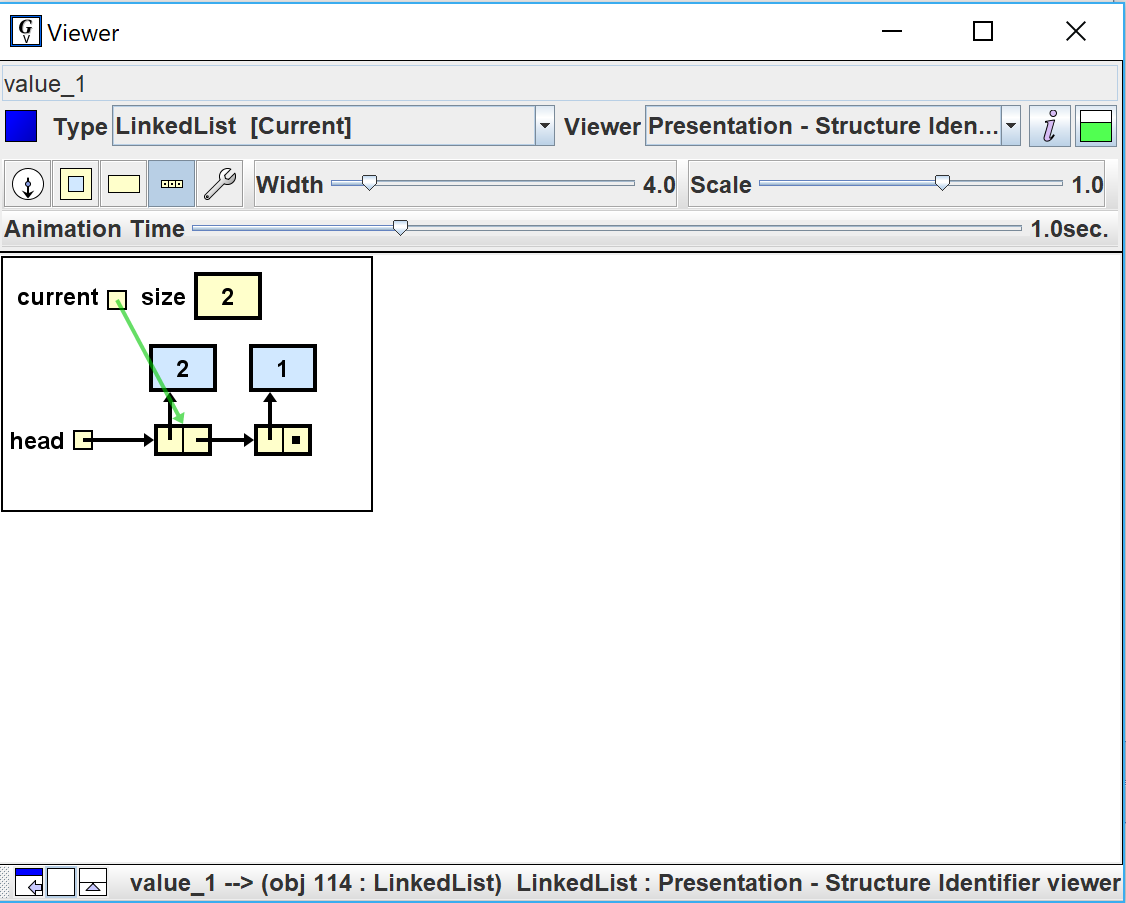 GV Viewer
value_1
Type LinkedList [Current] Viewer Presentation - Structure Iden...
Width 4.0 Scale 1.0
Animation Time 1.0sec.
current size 2
2 1
head
value_1 --> (obj 114 : LinkedList) LinkedList : Presentation - Structure Identifier viewer